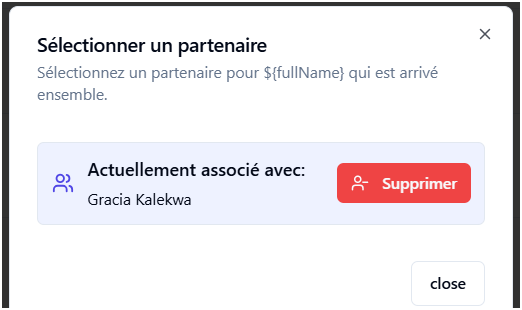 Sélectionner un partenaire
Sélectionnez un partenaire pour ${fullName} qui est arrivé
ensemble.
Actuellement associé avec:
Gracia Kalekwa
Supprimer
close